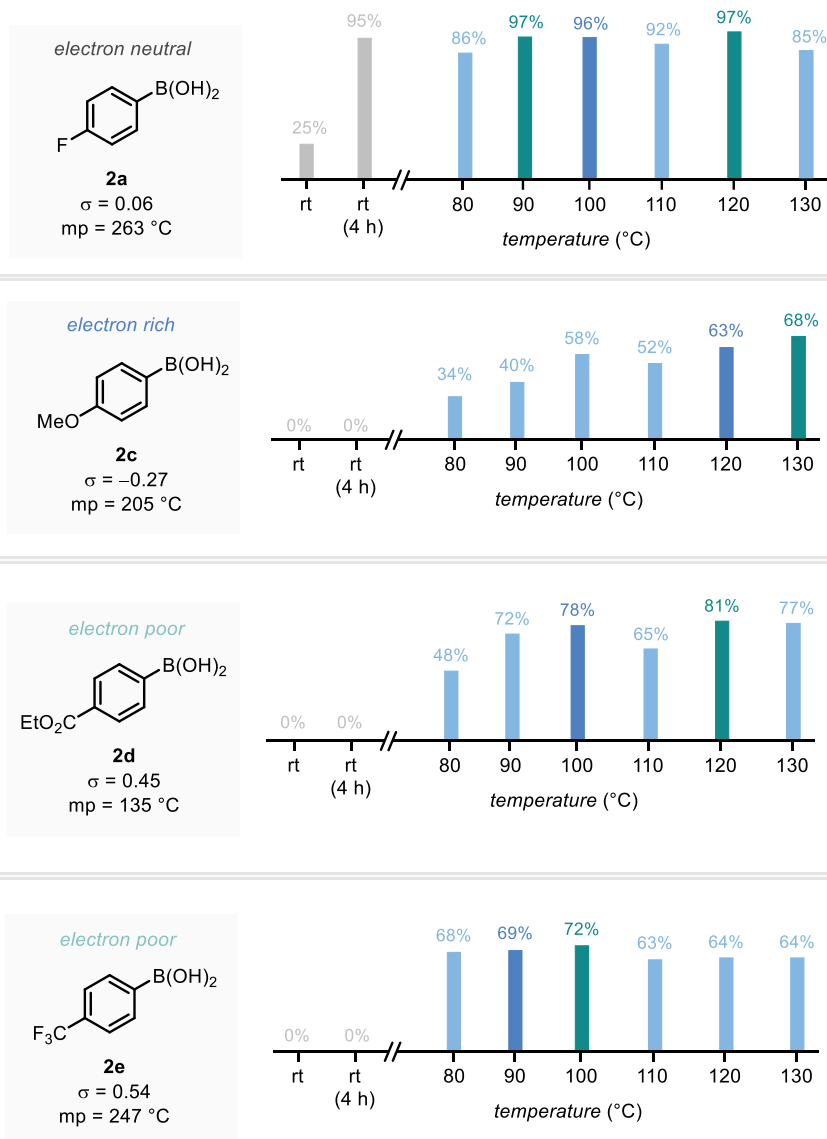 electron neutral
B(OH)2
F
2a
σ = 0.06
mp = 263 °C
25%
95%
86%
97%
96%
92%
97%
85%
rt
rt
(4 h)
80
90
100
110
120
130
temperature (°C)
electron rich
B(OH)2
MeO
2c
σ = −0.27
mp = 205 °C
0%
0%
34%
40%
58%
52%
63%
68%
rt
rt
(4 h)
80
90
100
110
120
130
temperature (°C)
electron poor
B(OH)2
EtO2C
2d
σ = 0.45
mp = 135 °C
0%
0%
48%
72%
78%
65%
81%
77%
rt
rt
(4 h)
80
90
100
110
120
130
temperature (°C)
electron poor
B(OH)2
F3C
2e
σ = 0.54
mp = 247 °C
0%
0%
68%
69%
72%
63%
64%
64%
rt
rt
(4 h)
80
90
100
110
120
130
temperature (°C)